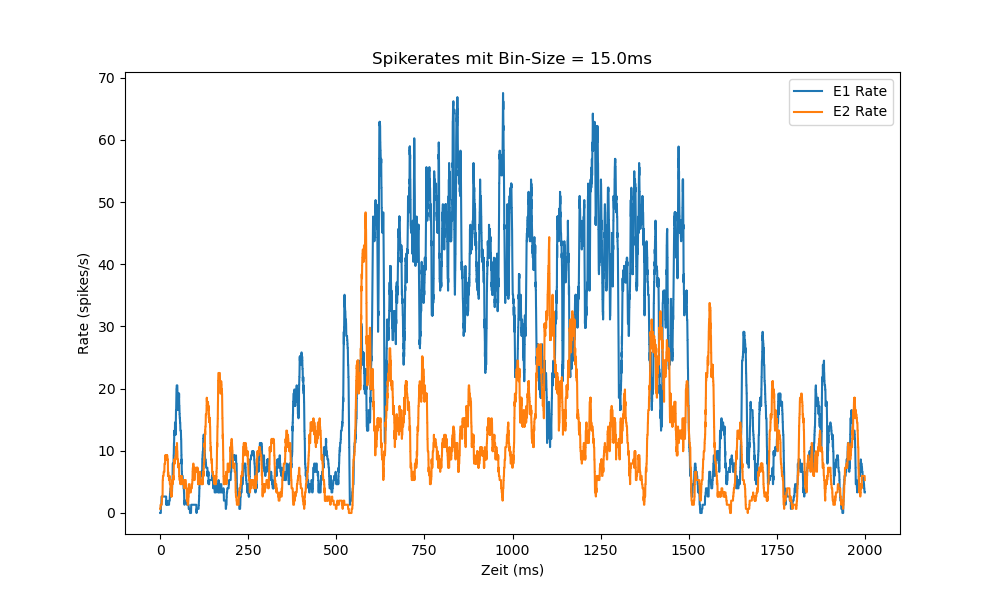 Spikerates mit Bin-Size = 15.0ms
E1 Rate
E2 Rate
Rate (spikes/s)
70
60
50
40
30
20
10
0
0 250 500 750 1000 1250 1500 1750 2000
Zeit (ms)